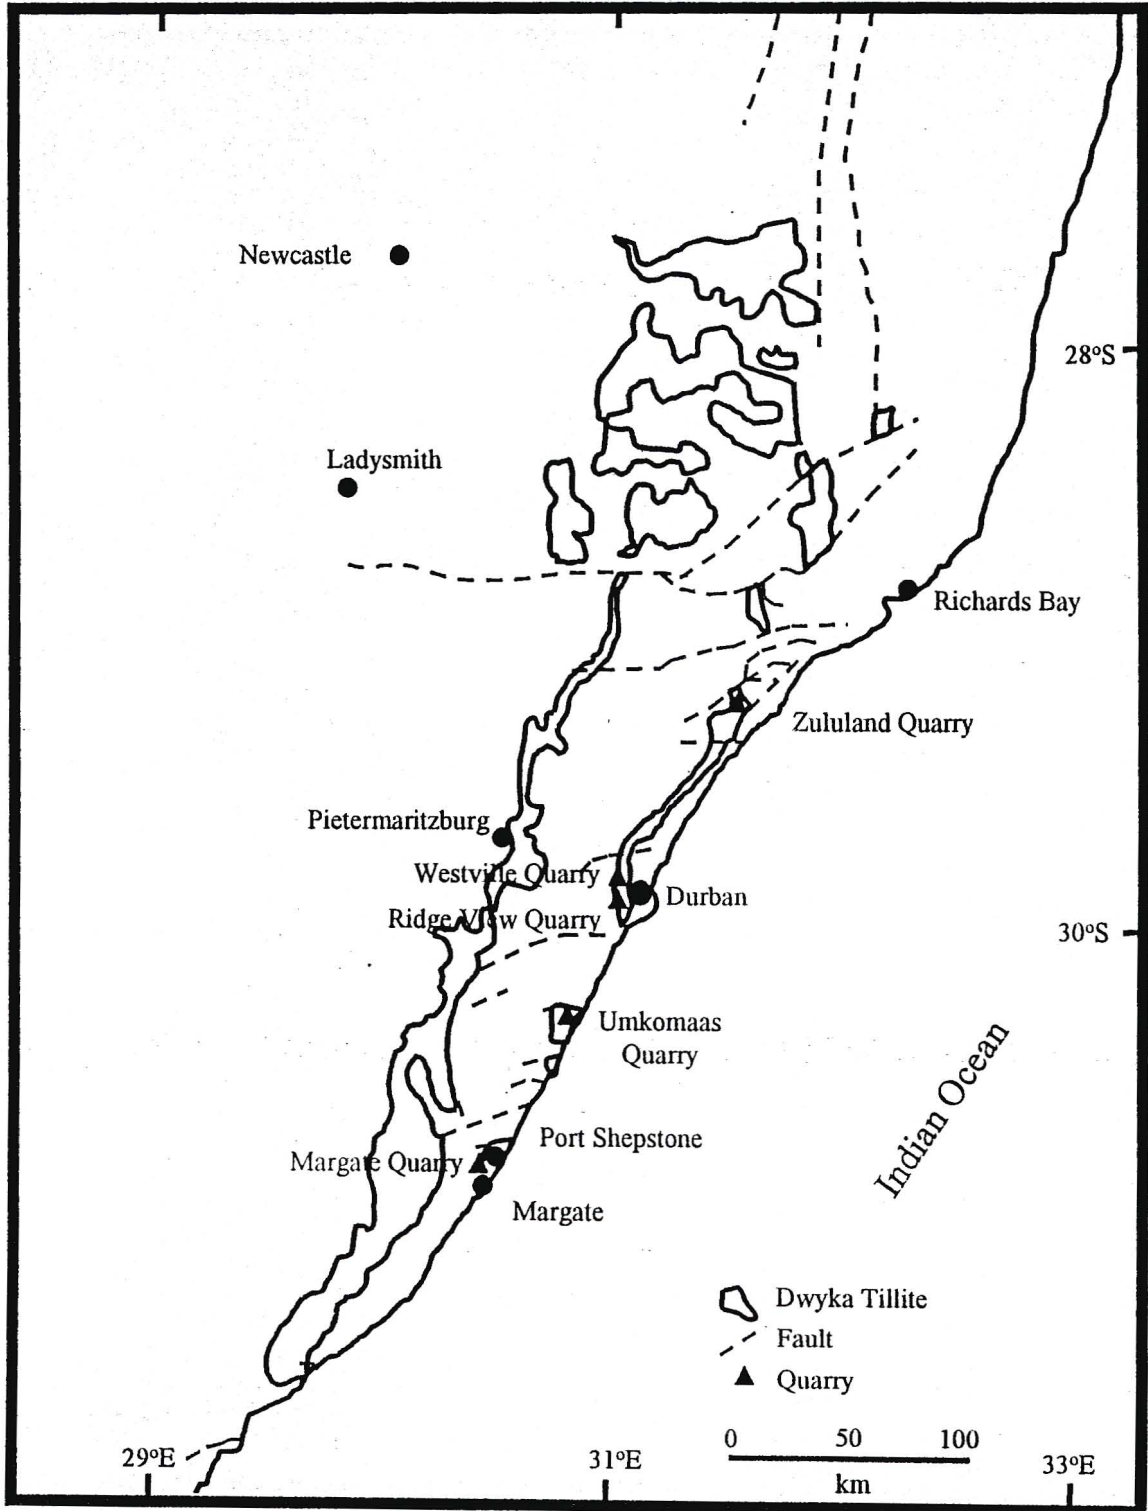 Newcastle
28°S
Ladysmith
Richards Bay
Zululand Quarry
Pietermaritzburg
Westville Quarry
Durban
Ridge View Quarry
30°S
Umkomaas
Quarry
Indian Ocean
Port Shepstone
Margate Quarry
Margate
Dwyka Tillite
Fault
Quarry
0 50 100
km
29°E
31°E
33°E